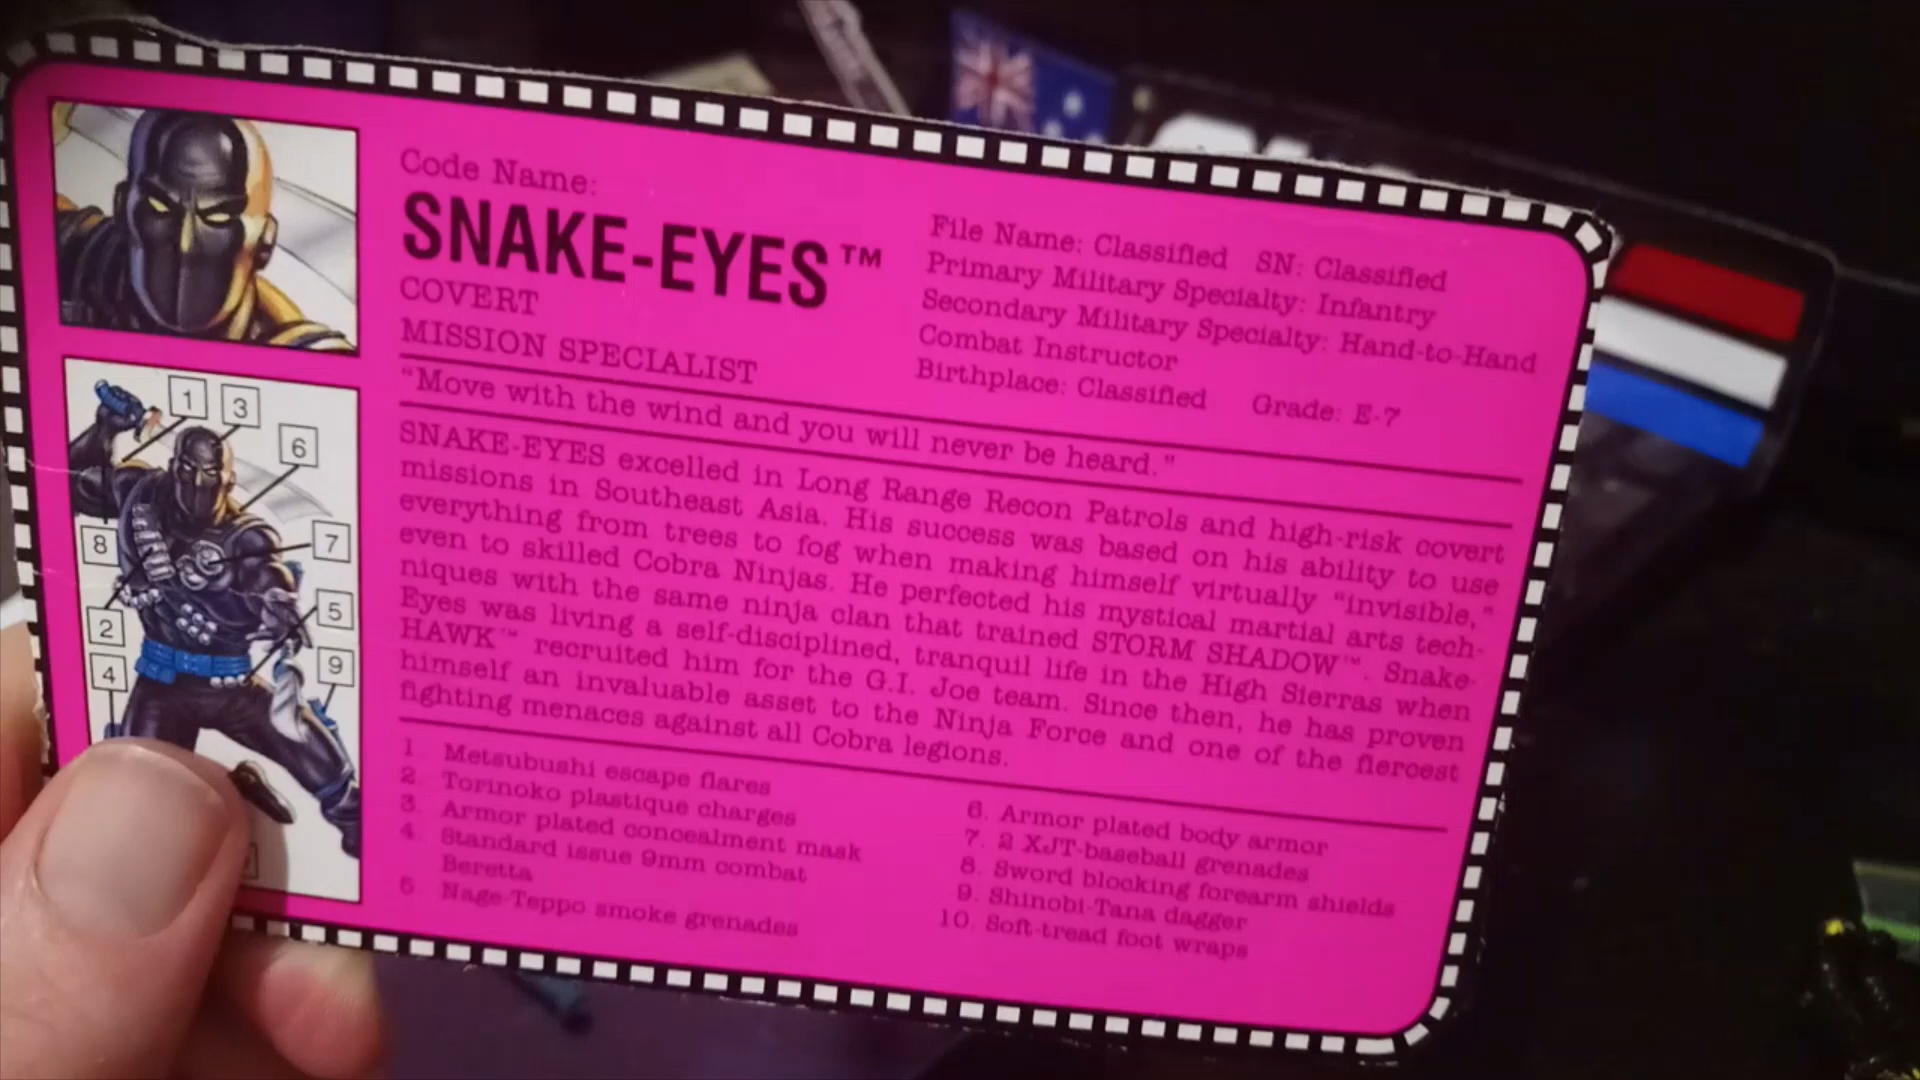 Code Name:
SNAKE-EYES™
COVERT
MISSION SPECIALIST
File Name: Classified SN: Classified
Primary Military Specialty: Infantry
Secondary Military Specialty: Hand-to-Hand
Combat Instructor
Birthplace: Classified Grade: E-7
"Move with the wind and you will never be heard."
SNAKE-EYES excelled in Long Range Recon Patrols and high-risk covert
missions in Southeast Asia. His success was based on his ability to use
everything from trees to fog when making himself virtually "invisible,"
even to skilled Cobra Ninjas. He perfected his mystical martial arts tech-
niques with the same ninja clan that trained STORM SHADOW™. Snake-
Eyes was living a self-disciplined, tranquil life in the High Sierras when
HAWK™ recruited him for the G.I. Joe team. Since then, he has proven
himself an invaluable asset to the Ninja Force and one of the fiercest
fighting menaces against all Cobra legions.
1 Metsubushi escape flares
2. Torinoko plastique charges
3. Armor plated concealment mask
4. Standard issue 9mm combat
Beretta
5 Nage-Teppo smoke grenades
6. Armor plated body armor
7. 2 XJT-baseball grenades
8. Sword blocking forearm shields
9. Shinobi-Tana dagger
10. Soft-tread foot wraps
1
3
6
8
7
2
5
4
9